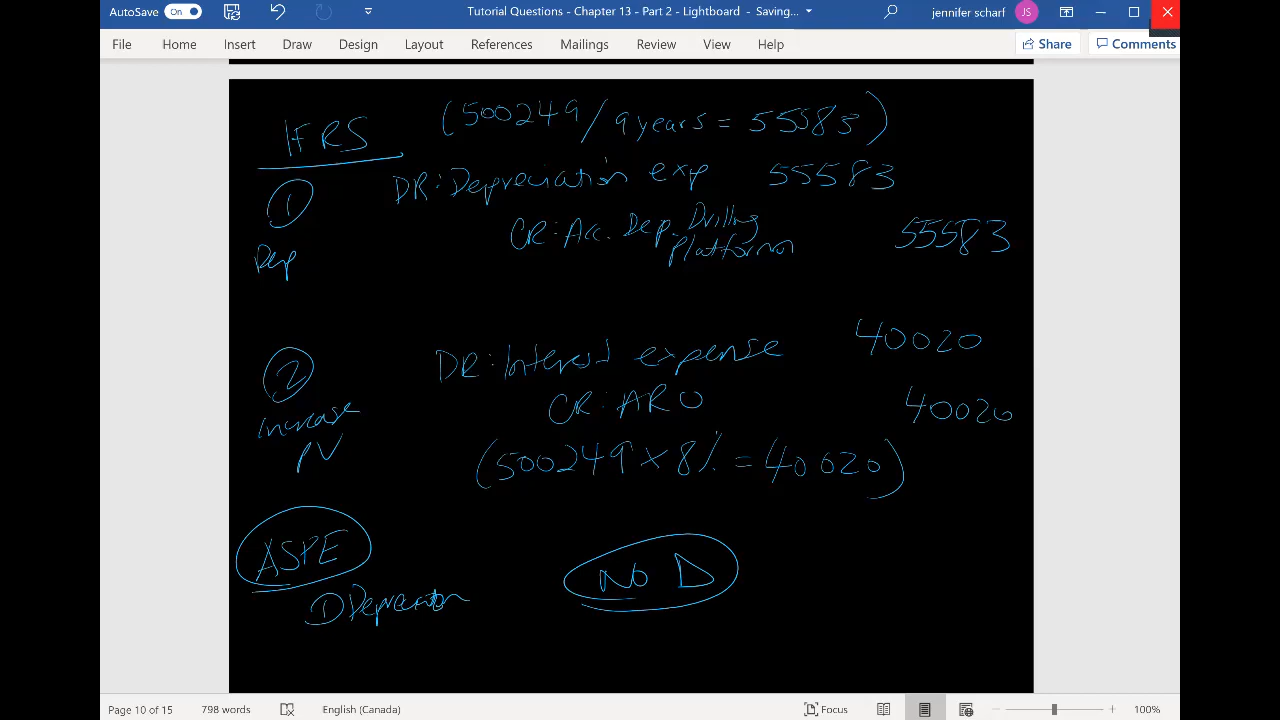 AutoSave On Tutorial Questions - Chapter 13 - Part 2 - Lightboard - Saving... jennifer scharf JS
File Home Insert Draw Design Layout References Mailings Review View Help Share Comments
IFRS (500249/9 years = 55583)
① DR: Depreciation exp 55583
Dep CR: Acc. Dep. Drilling Platform 55583
② DR: Interest expense 40020
Increase PV CR: ARO 40020
(500249 × 8% = 40020)
ASPE NO Δ
① Depreciation
Page 10 of 15 798 words English (Canada) Focus 100%